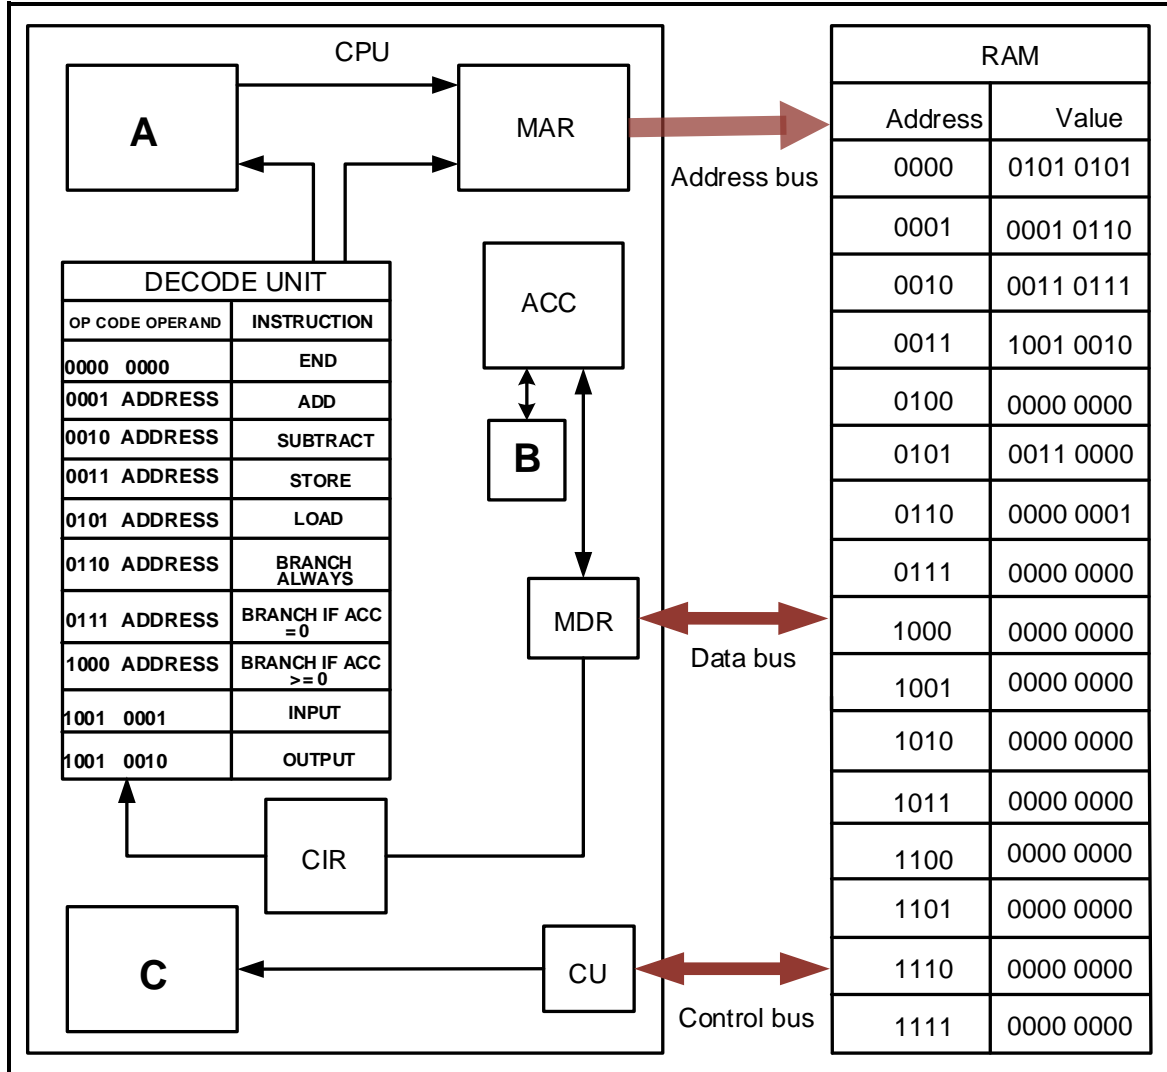 CPU
A
MAR
Address bus
DECODE UNIT
OP CODE OPERAND INSTRUCTION
0000 0000 END
0001 ADDRESS ADD
0010 ADDRESS SUBTRACT
0011 ADDRESS STORE
0101 ADDRESS LOAD
0110 ADDRESS BRANCH
ALWAYS
0111 ADDRESS BRANCH IF ACC
=0
1000 ADDRESS BRANCH IF ACC
>=0
1001 0001 INPUT
1001 0010 OUTPUT
ACC
B
MDR
Data bus
CIR
C
CU
Control bus
RAM
Address Value
0000 0101 0101
0001 0001 0110
0010 0011 0111
0011 1001 0010
0100 0000 0000
0101 0011 0000
0110 0000 0001
0111 0000 0000
1000 0000 0000
1001 0000 0000
1010 0000 0000
1011 0000 0000
1100 0000 0000
1101 0000 0000
1110 0000 0000
1111 0000 0000